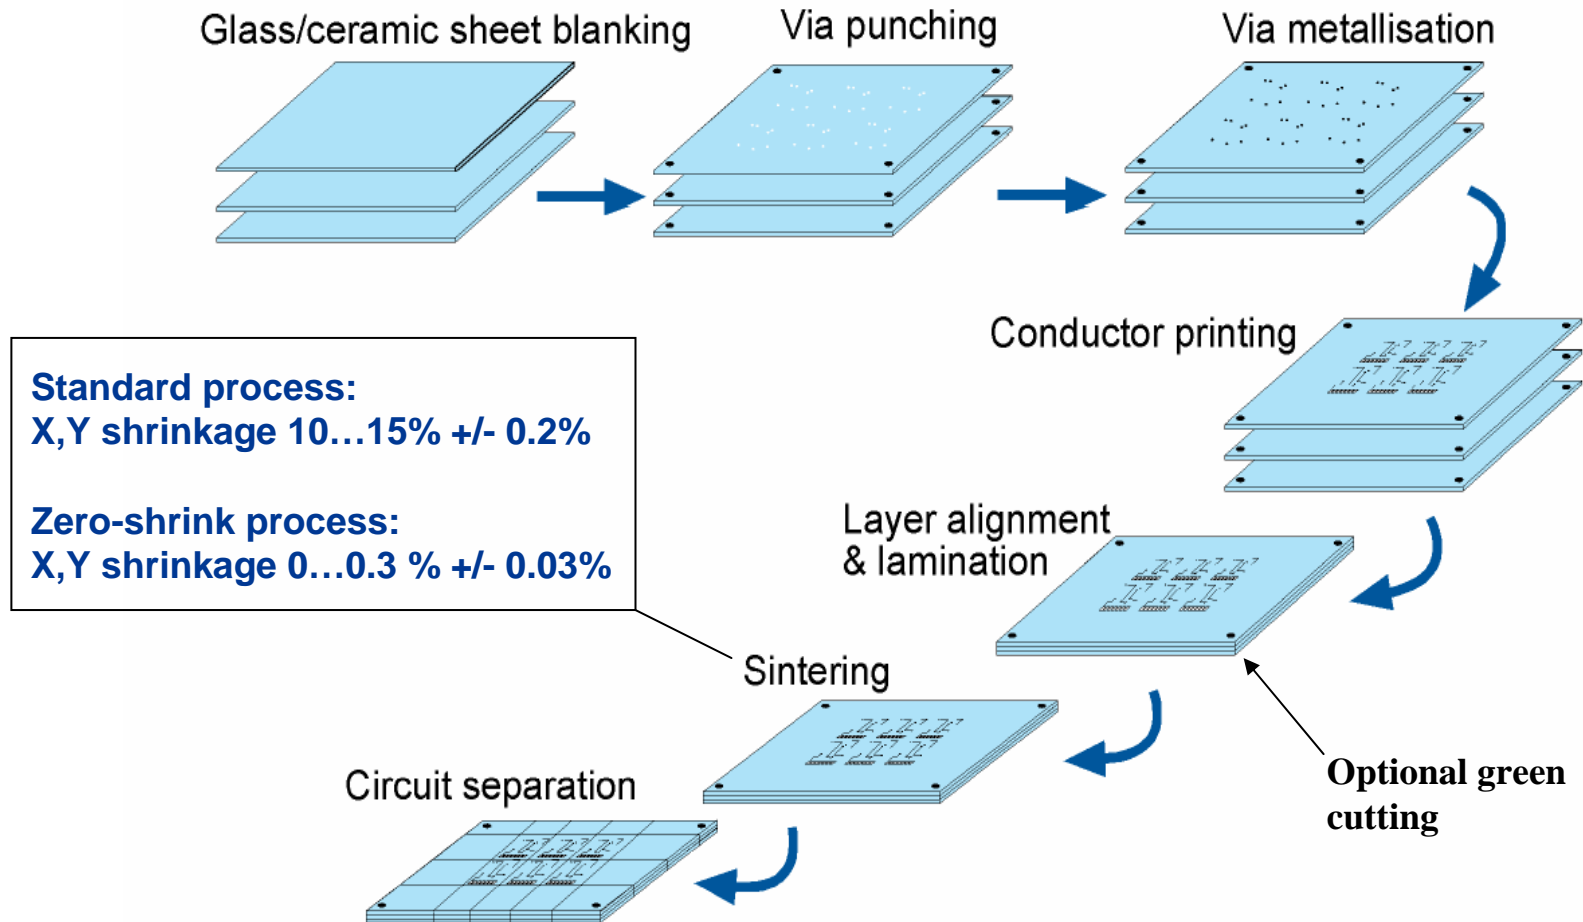 Glass/ceramic sheet blanking
Via punching
Via metallisation
Conductor printing
Standard process:
X,Y shrinkage 10…15% +/- 0.2%
Zero-shrink process:
X,Y shrinkage 0…0.3 % +/- 0.03%
Layer alignment
& lamination
Sintering
Optional green
cutting
Circuit separation